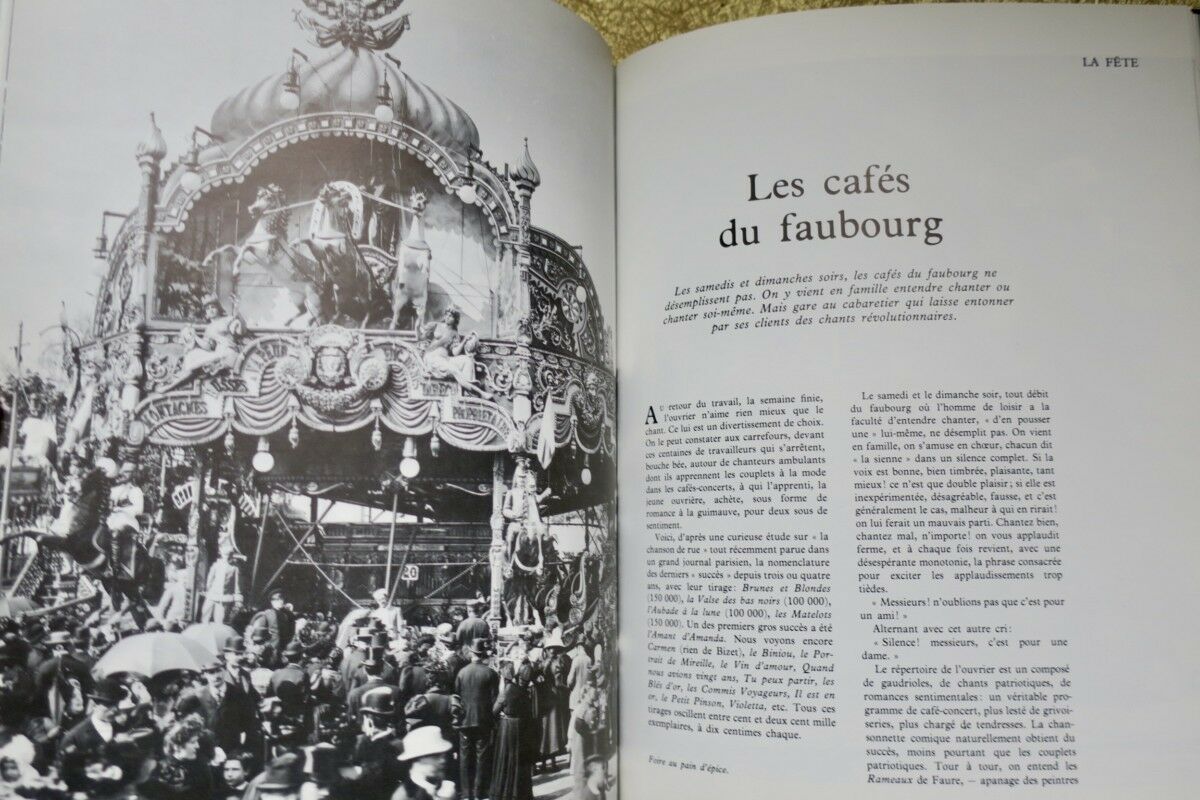 MONTAGNES
RUSSES
20
LA FÊTE
Les cafés
du faubourg
Les samedis et dimanches soirs, les cafés du faubourg ne
désemplissent pas. On y vient en famille entendre chanter ou
chanter soi-même. Mais gare au cabaretier qui laisse entonner
par ses clients des chants révolutionnaires.
AU retour du travail, la semaine finie,
l'ouvrier n'aime rien mieux que le
chant. Ce lui est un divertissement de choix.
On le peut constater aux carrefours, devant
ces centaines de travailleurs qui s'arrêtent,
bouche bée, autour de chanteurs ambulants
dont ils apprennent les couplets à la mode
dans les cafés-concerts, à qui l'apprenti, la
jeune ouvrière, achète, sous forme de
romance à la guimauve, pour deux sous de
sentiment.
Voici, d'après une curieuse étude sur « la
chanson de rue » tout récemment parue dans
un grand journal parisien, la nomenclature
des derniers « succès » depuis trois ou quatre
ans, avec leur tirage: Brunes et Blondes
(150 000), la Valse des bas noirs (100 000),
l'Aubade à la lune (100 000), les Matelots
(150 000). Un des premiers gros succès a été
l'Amant d'Amanda. Nous voyons encore
Carmen (rien de Bizet), le Biniou, le Por-
trait de Mireille, le Vin d'amour, Quand
nous avions vingt ans, Tu peux partir, les
Blés d'or, les Commis Voyageurs, Il est en
or, le Petit Pinson, Violetta, etc. Tous ces
tirages oscillent entre cent et deux cent mille
exemplaires, à dix centimes chaque.
Foire au pain d'épice.
Le samedi et le dimanche soir, tout débit
du faubourg où l'homme de loisir a la
faculté d'entendre chanter, « d'en pousser
une » lui-même, ne désemplit pas. On vient
en famille, on s'amuse en chœur, chacun dit
« la sienne » dans un silence complet. Si la
voix est bonne, bien timbrée, plaisante, tant
mieux! ce n'est que double plaisir; si elle est
inexpérimentée, désagréable, fausse, et c'est
généralement le cas, malheur à qui en rirait!
on lui ferait un mauvais parti. Chantez bien,
chantez mal, n'importe! on vous applaudit
ferme, et à chaque fois revient, avec une
désespérante monotonie, la phrase consacrée
pour exciter les applaudissements trop
tièdes.
« Messieurs! n'oublions pas que c'est pour
un ami! »
Alternant avec cet autre cri:
« Silence! messieurs, c'est pour une
dame. »
Le répertoire de l'ouvrier est un composé
de gaudrioles, de chants patriotiques, de
romances sentimentales: un véritable pro-
gramme de café-concert, plus lesté de grivoi-
series, plus chargé de tendresses. La chan-
sonnette comique naturellement obtient du
succès, moins pourtant que les couplets
patriotiques. Tour à tour, on entend les
Rameaux de Faure, — apanage des peintres